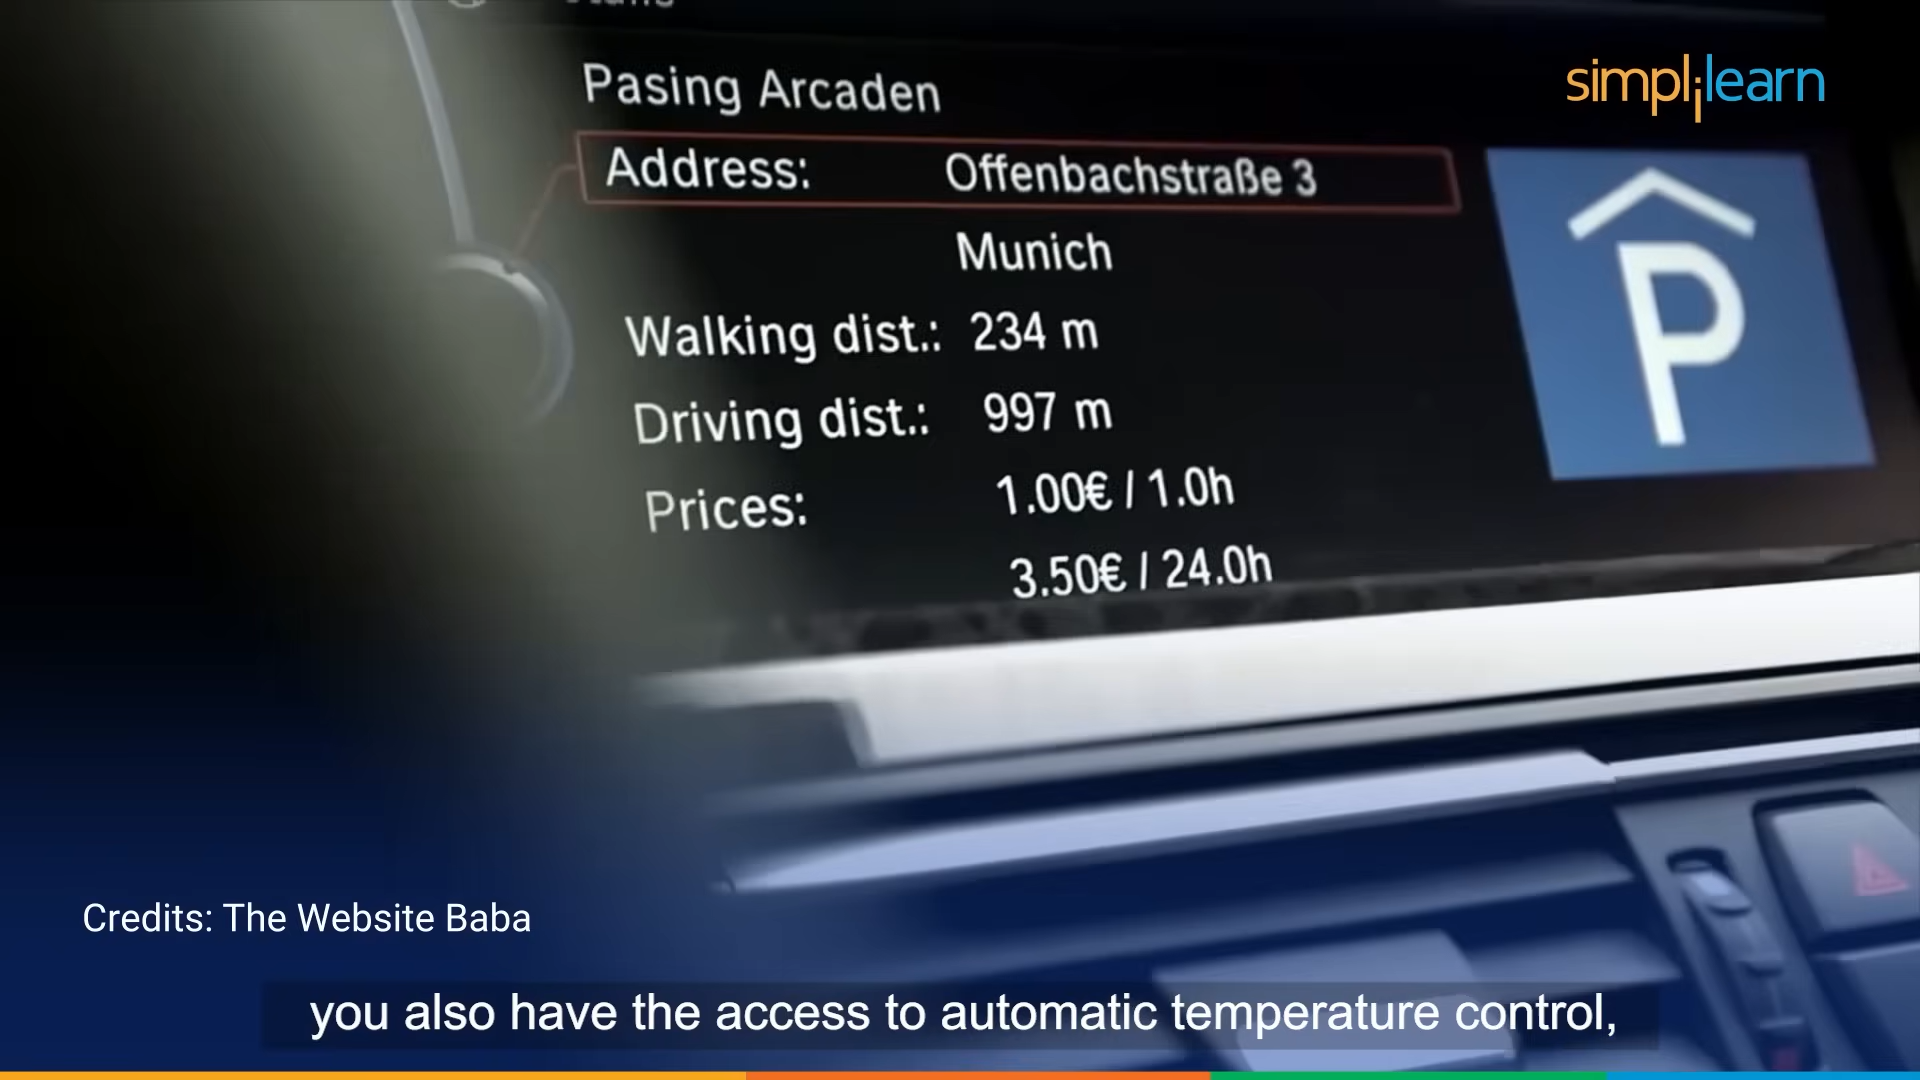 simplilearn
Pasing Arcaden
Address: Offenbachstraße 3
Munich
Walking dist.: 234 m
Driving dist.: 997 m
Prices: 1.00€ / 1.0h
3.50€ / 24.0h
P
Credits: The Website Baba
you also have the access to automatic temperature control,